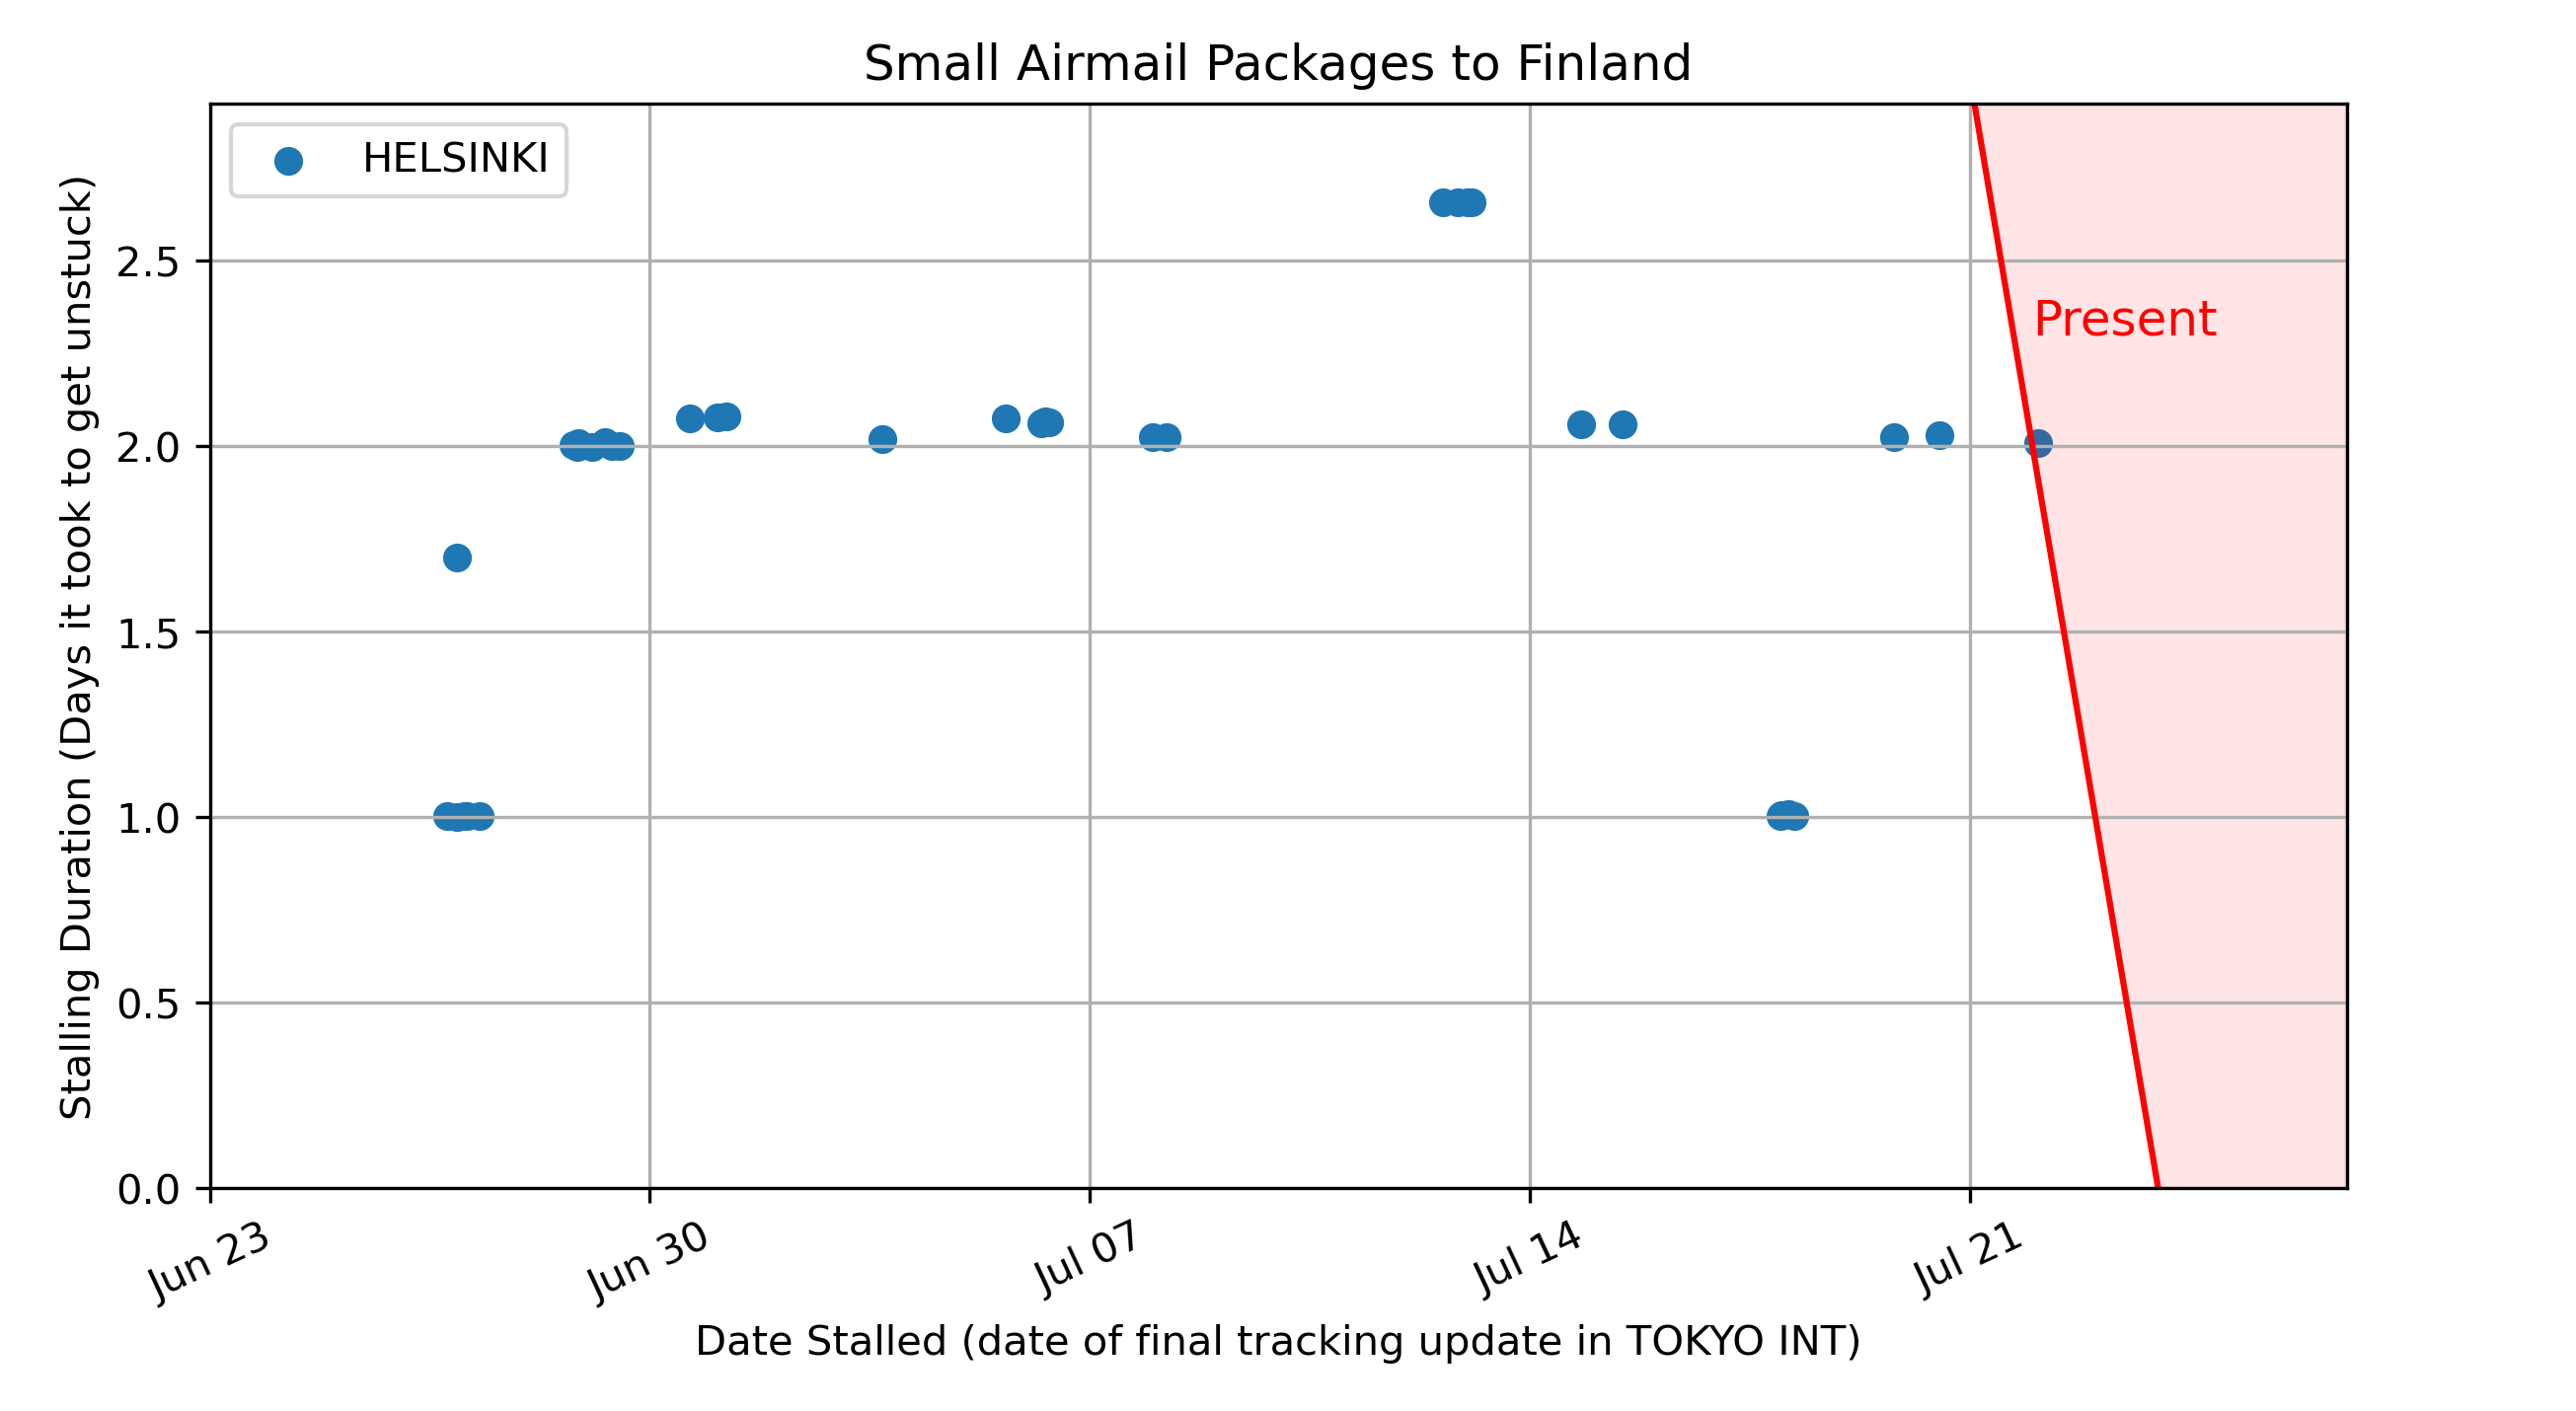 Small Airmail Packages to Finland
HELSINKI
Present
Stalling Duration (Days it took to get unstuck)
2.5
2.0
1.5
1.0
0.5
0.0
Jun 23
Jun 30
Jul 07
Jul 14
Jul 21
Date Stalled (date of final tracking update in TOKYO INT)